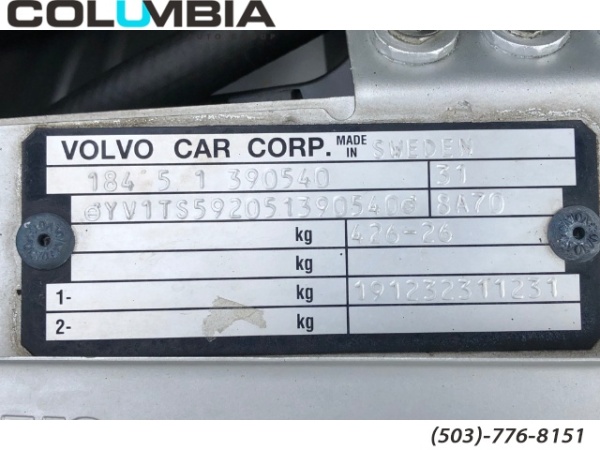 COLUMBIA
VOLVO CAR CORP. MADE IN SWEDEN
184 5 1 390540 31
@YV1TS592051390540@ 8A70
kg 426-26
kg
1- kg 191232311231
2- kg
(503)-776-8151